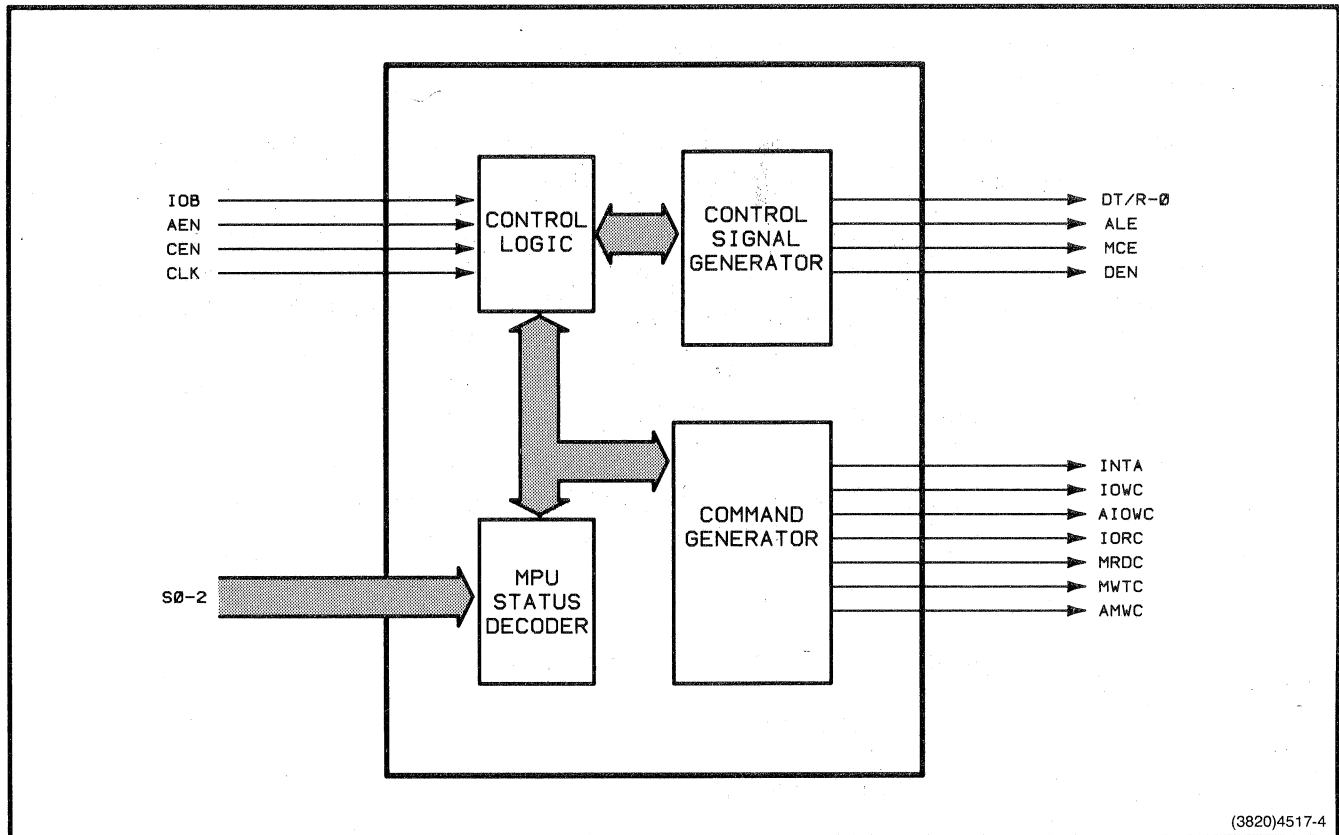 IOB
AEN
CEN
CLK
CONTROL
LOGIC
CONTROL
SIGNAL
GENERATOR
DT/R-Ø
ALE
MCE
DEN
SØ-2
MPU
STATUS
DECODER
COMMAND
GENERATOR
INTA
IOWC
AIOWC
IORC
MRDC
MWTC
AMWC
(3820)4517-4